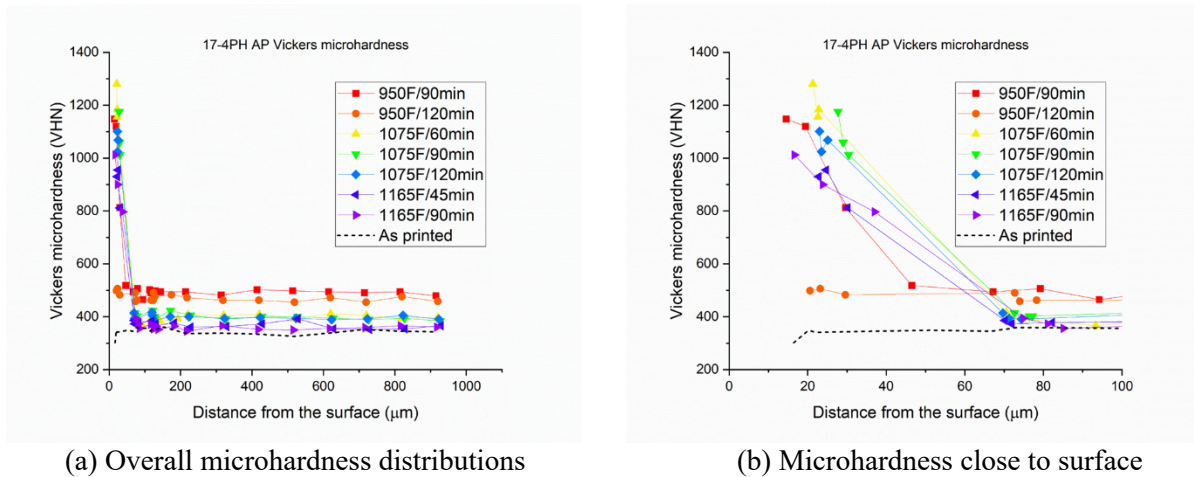 17-4PH AP Vickers microhardness
1400
1200
1000
800
600
400
200
Vickers microhardness (VHN)
950F/90min
950F/120min
1075F/60min
1075F/90min
1075F/120min
1165F/45min
1165F/90min
As printed
0 200 400 600 800 1000
Distance from the surface (μm)
(a) Overall microhardness distributions
17-4PH AP Vickers microhardness
1400
1200
1000
800
600
400
200
Vickers microhardness (VHN)
950F/90min
950F/120min
1075F/60min
1075F/90min
1075F/120min
1165F/45min
1165F/90min
As printed
0 20 40 60 80 100
Distance from the surface (μm)
(b) Microhardness close to surface